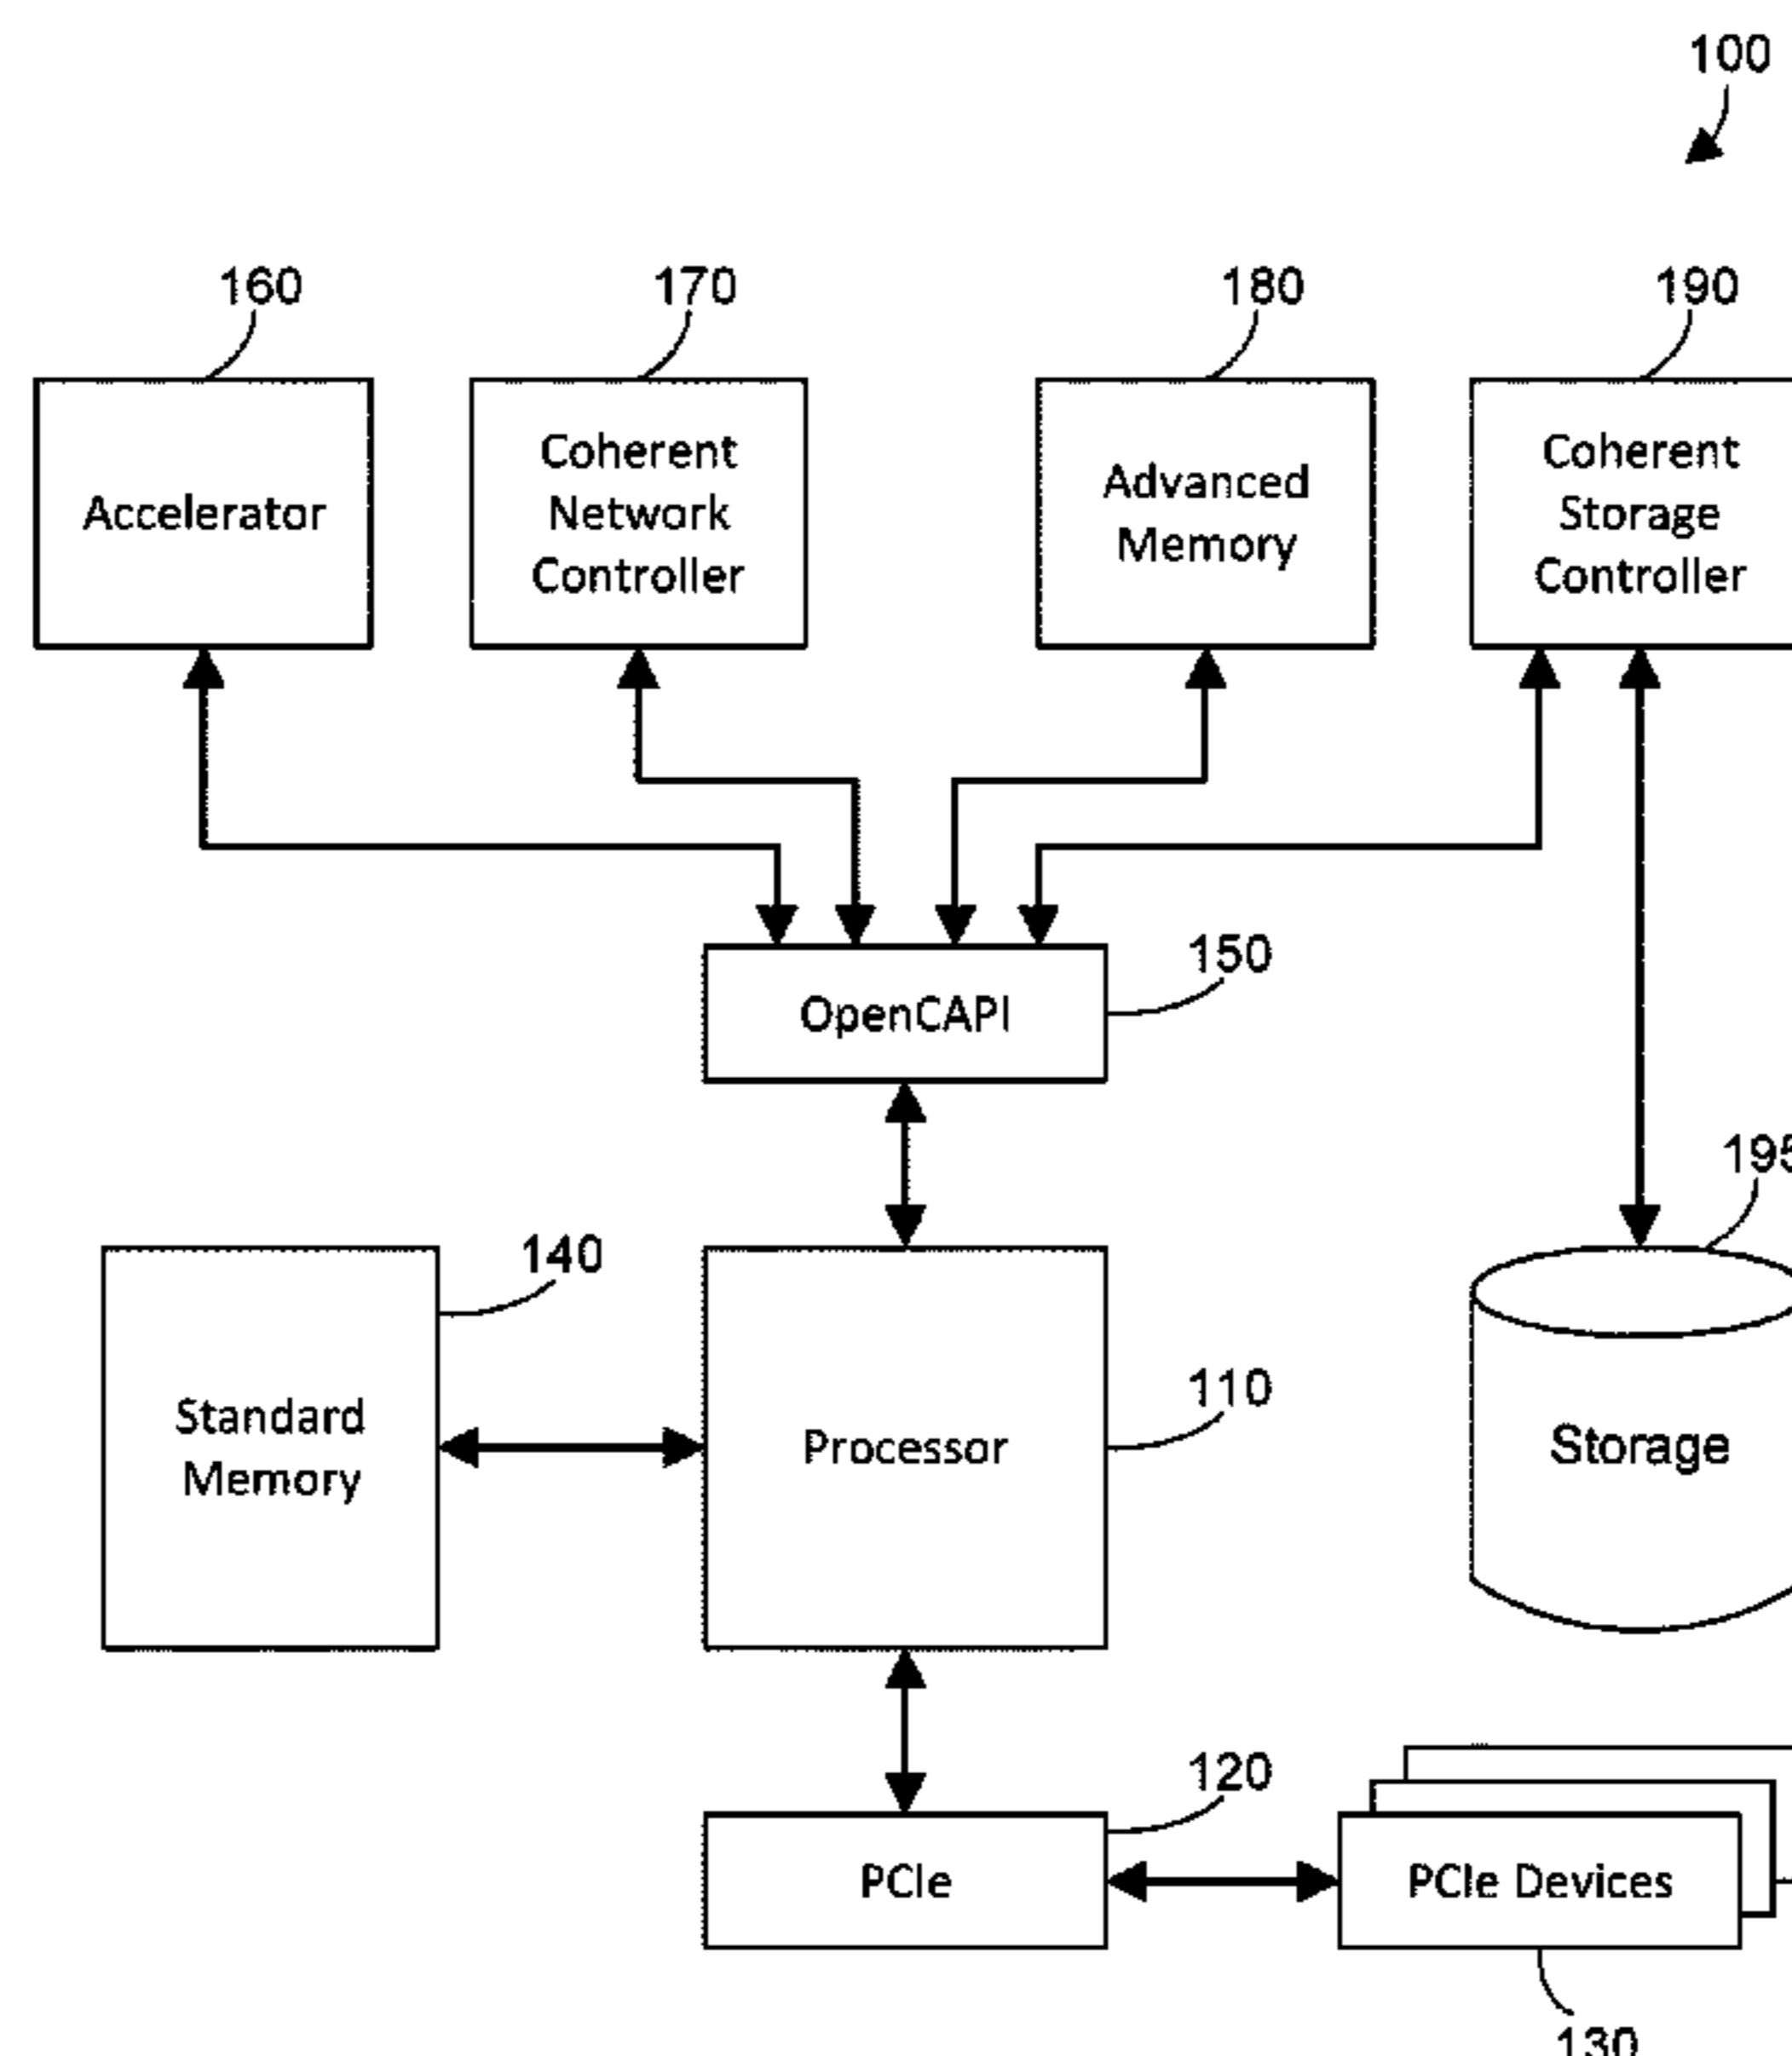 100
160
170
180
190
Accelerator
Coherent
Network
Controller
Advanced
Memory
Coherent
Storage
Controller
150
OpenCAPI
195
140
110
Standard
Memory
Processor
Storage
120
PCIe
PCIe Devices
130